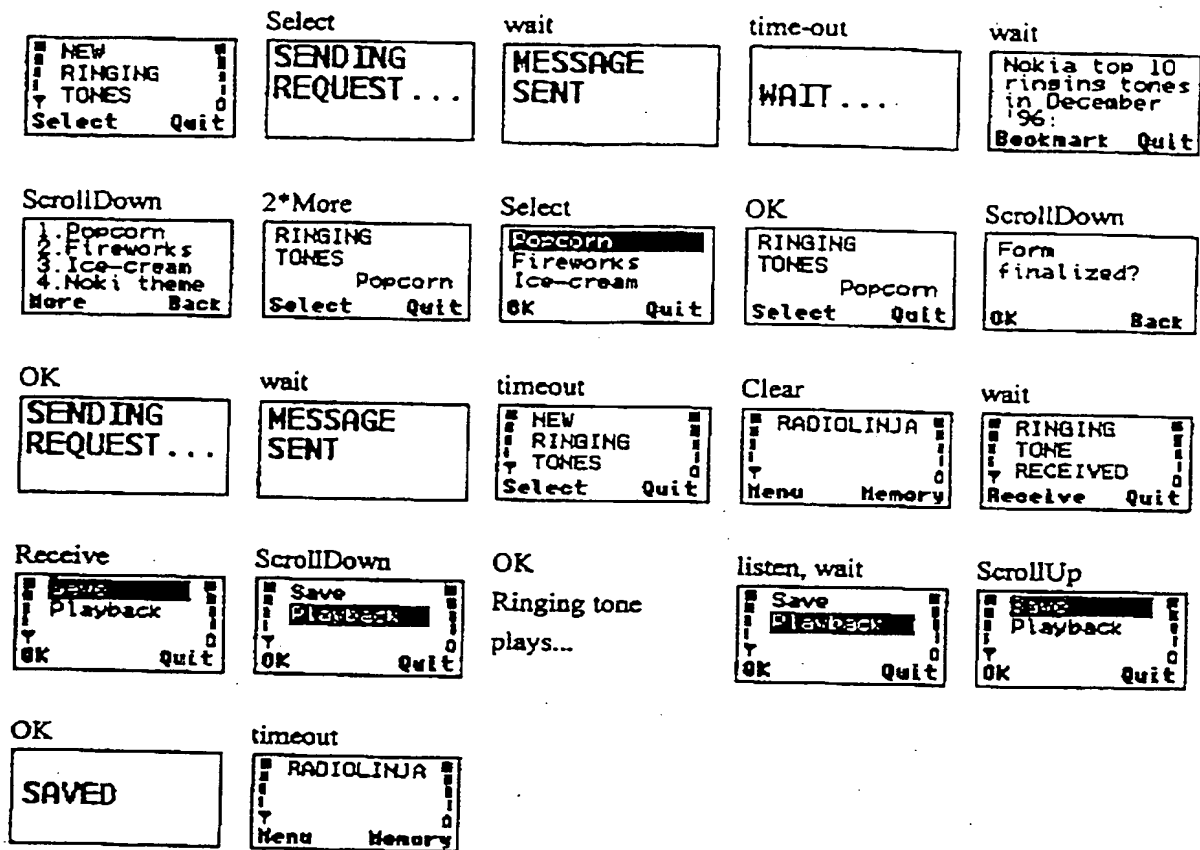 NEW
RINGING
TONES
Select Quit
Select
SENDING
REQUEST...
wait
MESSAGE
SENT
time-out
WAIT...
wait
Nokia top 10
ringing tones
in December
'96:
Bookmark Quit
ScrollDown
1.Popcorn
2.Fireworks
3.Ice-cream
4.Noki theme
More Back
2*More
RINGING
TONES
Popcorn
Select Quit
Select
Popcorn
Fireworks
Ice-cream
OK Quit
OK
RINGING
TONES
Popcorn
Select Quit
ScrollDown
Form
finalized?
OK Back
OK
SENDING
REQUEST...
wait
MESSAGE
SENT
timeout
NEW
RINGING
TONES
Select Quit
Clear
RADIOLINJA
Menu Memory
wait
RINGING
TONE
RECEIVED
Receive Quit
Receive
Save
Playback
OK Quit
ScrollDown
Save
Playback
OK Quit
OK
Ringing tone
plays...
listen, wait
Save
Playback
OK Quit
ScrollUp
Save
Playback
OK Quit
OK
SAVED
timeout
RADIOLINJA
Menu Memory